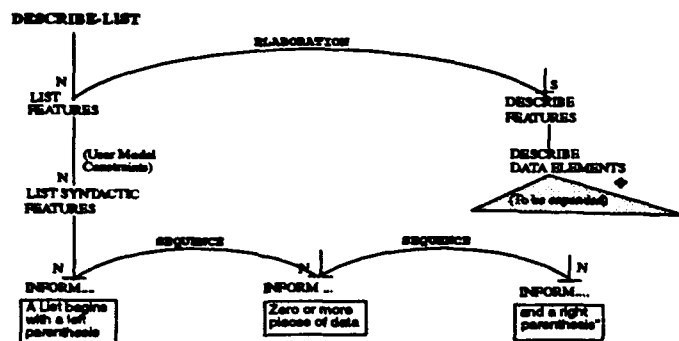 DESCRIBE-LIST
ELABORATION
N
LIST
FEATURES
S
DESCRIBE
FEATURES
(User Model
Constraints)
DESCRIBE
DATA ELEMENTS
N
LIST SYNTACTIC
FEATURES
(To be expanded)
SEQUENCE
SEQUENCE
N
N
N
INFORM...
INFORM ...
INFORM....
A List begins
with a left
parenthesis
Zero or more
pieces of data
and a right
parenthesis"